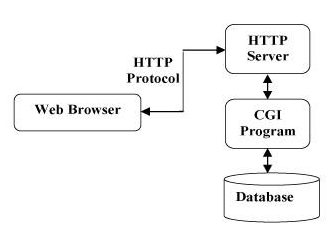 HTTP
Server
HTTP
Protocol
Web Browser
CGI
Program
Database